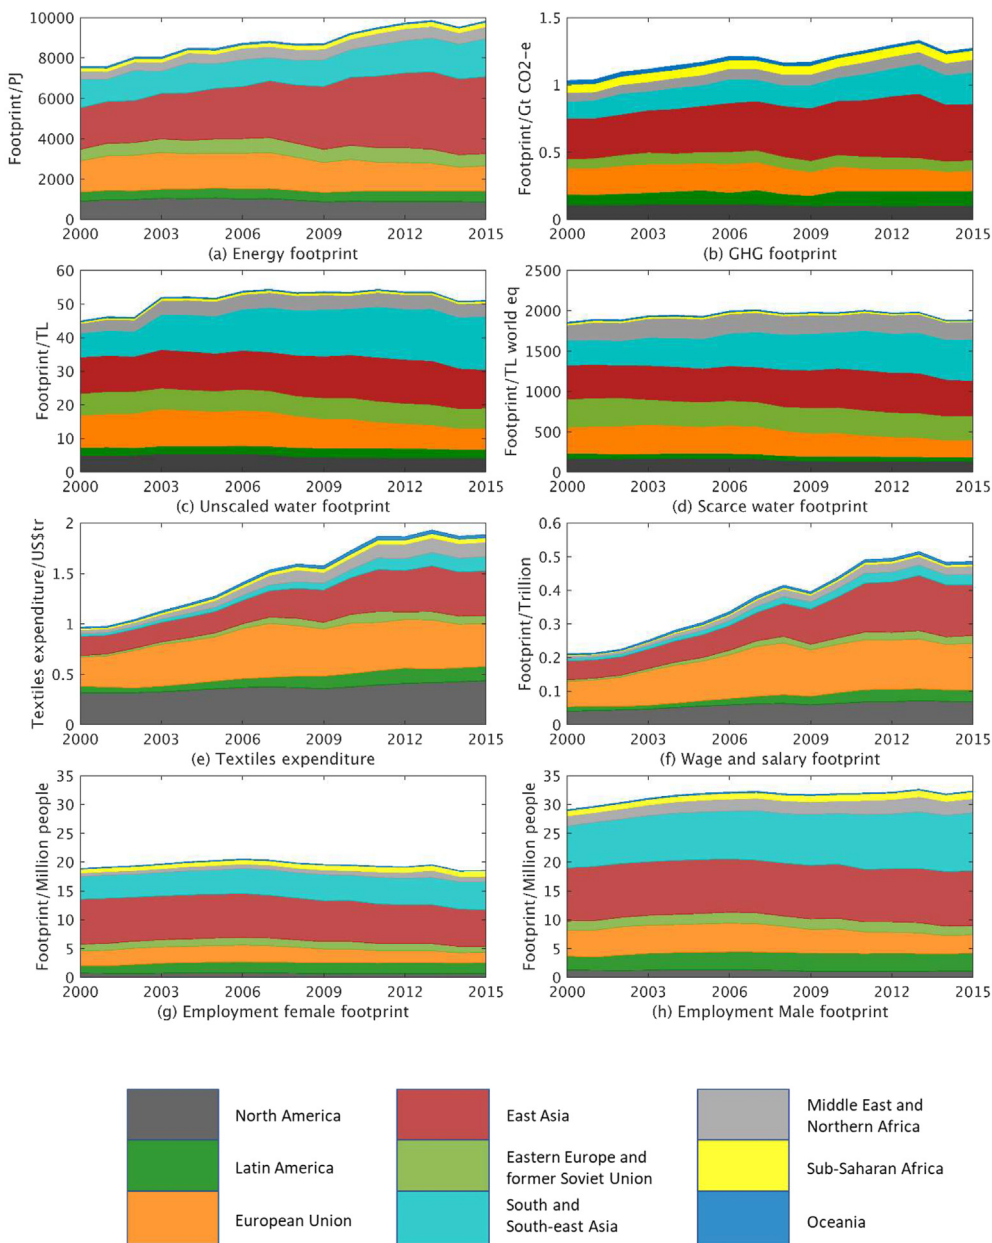 10000
8000
6000
4000
2000
0
Footprint/PJ
2000 2003 2006 2009 2012 2015
(a) Energy footprint
1.5
1
0.5
0
Footprint/Gt CO2-e
2000 2003 2006 2009 2012 2015
(b) GHG footprint
60
50
40
30
20
10
0
Footprint/TL
2000 2003 2006 2009 2012 2015
(c) Unscaled water footprint
2500
2000
1500
1000
500
0
Footprint/TL world eq
2000 2003 2006 2009 2012 2015
(d) Scarce water footprint
2
1.5
1
0.5
0
Textiles expenditure/US$tr
2000 2003 2006 2009 2012 2015
(e) Textiles expenditure
0.6
0.5
0.4
0.3
0.2
0.1
0
Footprint/Trillion
2000 2003 2006 2009 2012 2015
(f) Wage and salary footprint
35
30
25
20
15
10
5
0
Footprint/Million people
2000 2003 2006 2009 2012 2015
(g) Employment female footprint
35
30
25
20
15
10
5
0
Footprint/Million people
2000 2003 2006 2009 2012 2015
(h) Employment Male footprint
North America
Latin America
European Union
East Asia
Eastern Europe and
former Soviet Union
South and
South-east Asia
Middle East and
Northern Africa
Sub-Saharan Africa
Oceania